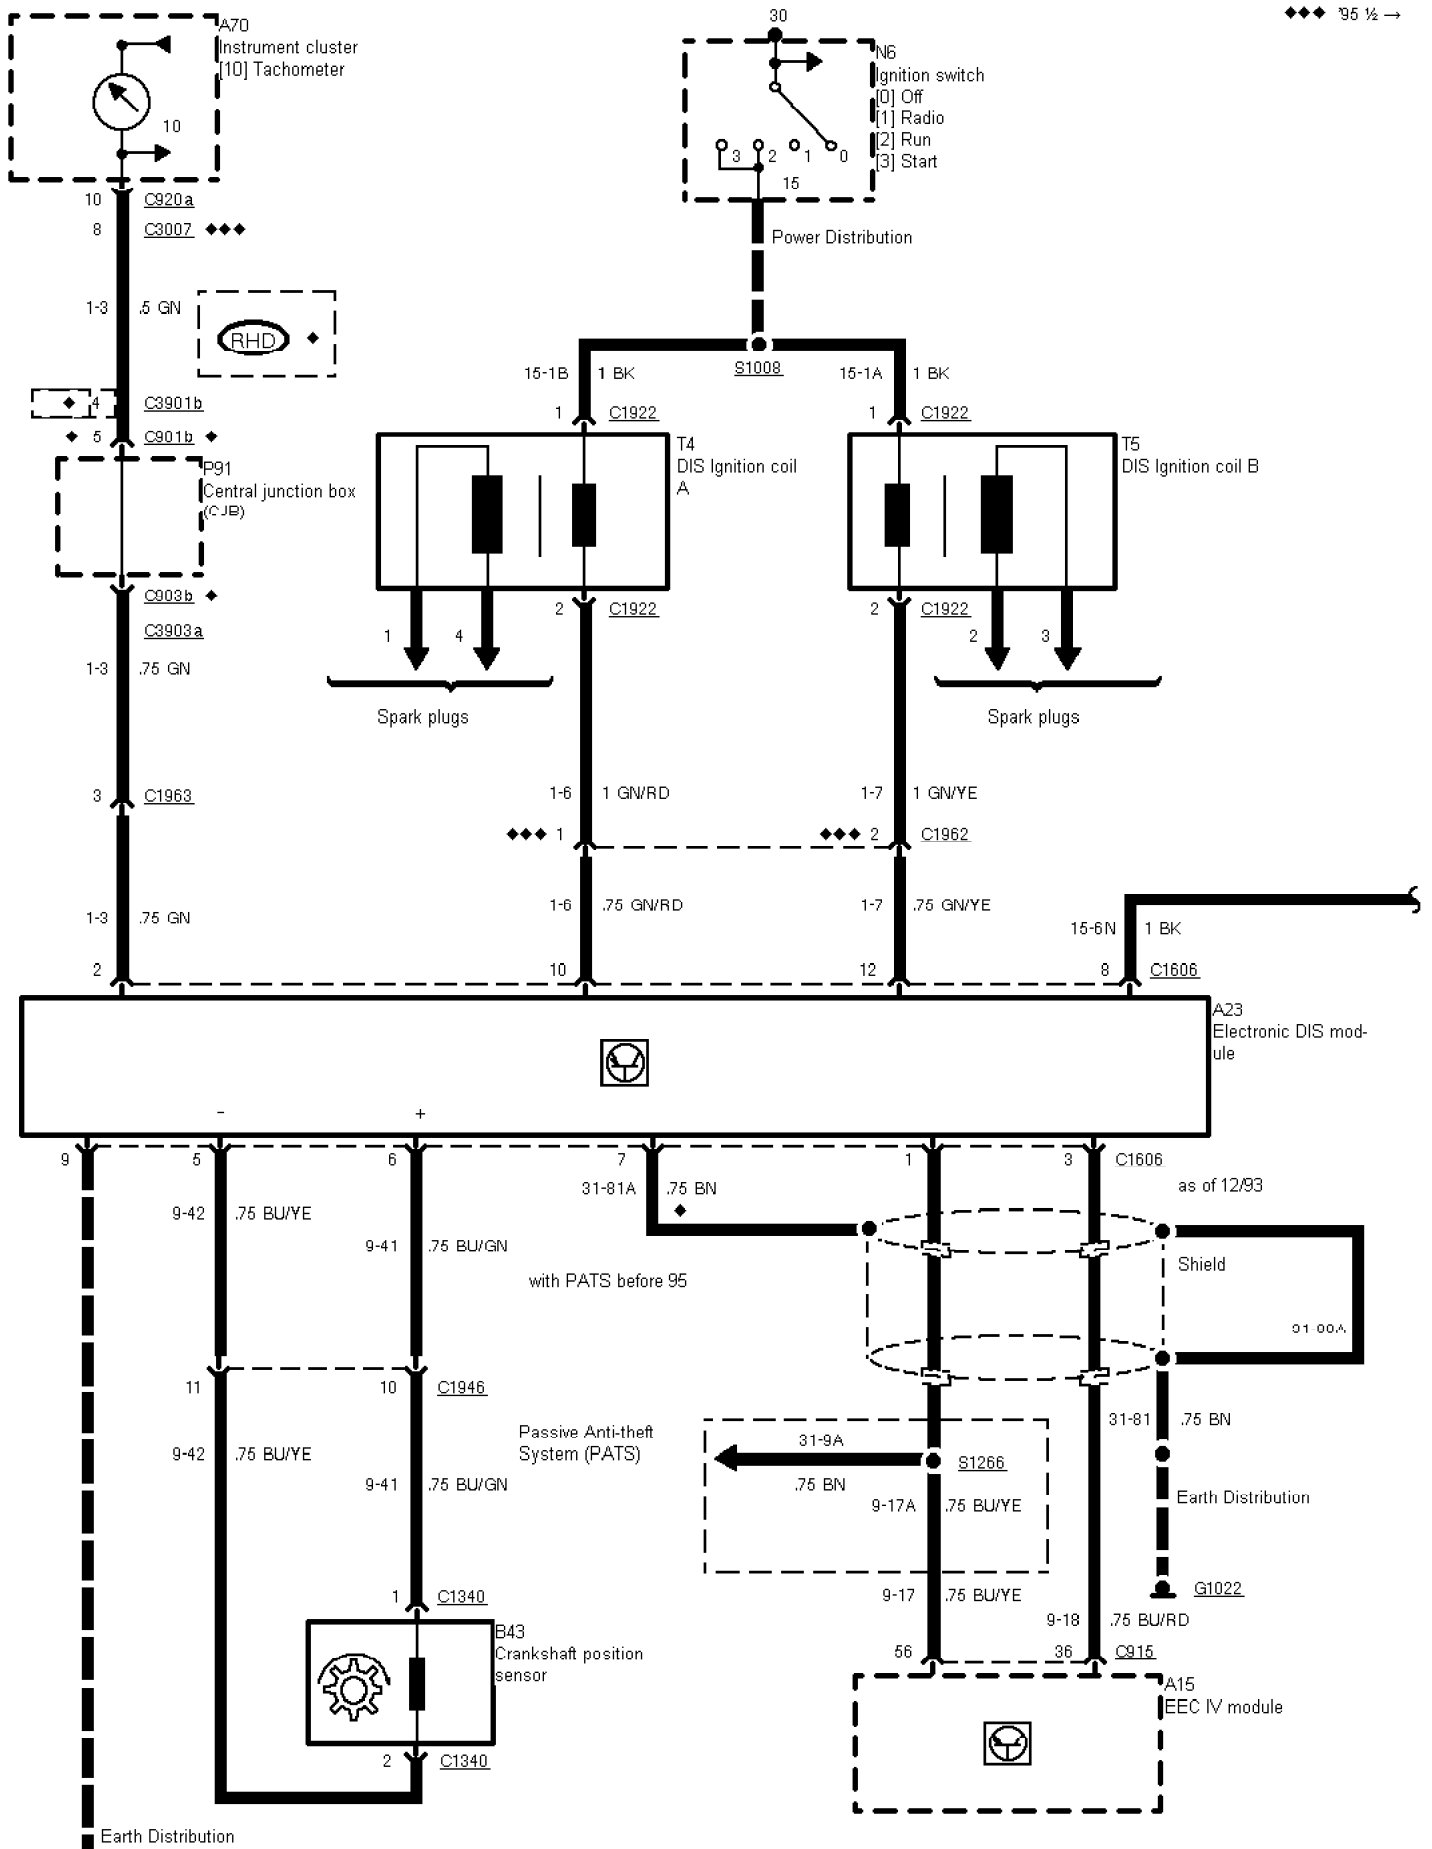 30
◆◆◆ '95 ½ →
A70
Instrument cluster
[10] Tachometer
10
N6
Ignition switch
[0] Off
[1] Radio
[2] Run
[3] Start
3 2 1 0
15
10 C920a
8 C3007 ◆◆◆
Power Distribution
1-3 .5 GN
RHD ◆
S1008
15-1B 1 BK
15-1A 1 BK
◆ 4 C3901b
1 C1922
1 C1922
◆ 5 C901b ◆
P91
Central junction box
(CJB)
T4
DIS Ignition coil
A
T5
DIS Ignition coil B
C903b ◆
C3903a
2 C1922
2 C1922
1 4
2 3
1-3 .75 GN
Spark plugs
Spark plugs
3 C1963
1-6 1 GN/RD
1-7 1 GN/YE
◆◆◆ 1
◆◆◆ 2 C1962
1-3 .75 GN
1-6 .75 GN/RD
1-7 .75 GN/YE
15-6N 1 BK
2 10 12 8 C1606
A23
Electronic DIS mod-
ule
- +
9 5 6 7 1 3 C1606
31-81A .75 BN
◆
as of 12/93
9-42 .75 BU/YE
9-41 .75 BU/GN
Shield
with PATS before 95
11 10 C1946
31-81 .75 BN
Passive Anti-theft
System (PATS)
31-9A
.75 BN
S1266
9-42 .75 BU/YE
9-41 .75 BU/GN
9-17A .75 BU/YE
Earth Distribution
G1022
1 C1340
9-17 .75 BU/YE
9-18 .75 BU/RD
B43
Crankshaft position
sensor
56 36 C915
A15
EEC IV module
2 C1340
Earth Distribution